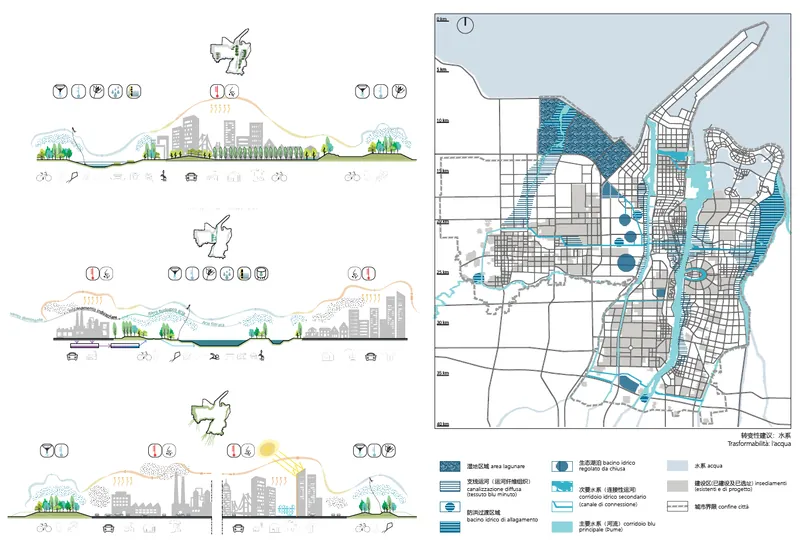 0 km
5 km
10 km
15 km
20 km
25 km
30 km
35 km
40 km
转变性建议：水系
Trasformabilità: l'acqua
湿地区域 area lagunare
支线运河（运河纤维组织）
canalizzazione diffusa
(tessuto blu minuto)
防洪过渡区域
bacino idrico di allagamento
生态湖泊 bacino idrico
regolato da chiusa
次要水系（连接性运河）
corridoio idrico secondario
(canale di connessione)
主要水系（河流）corridoio blu
principale (fiume)
水系 acqua
建设区(已建设及已选址) insediamenti
(esistenti e di progetto)
城市界限 confine città